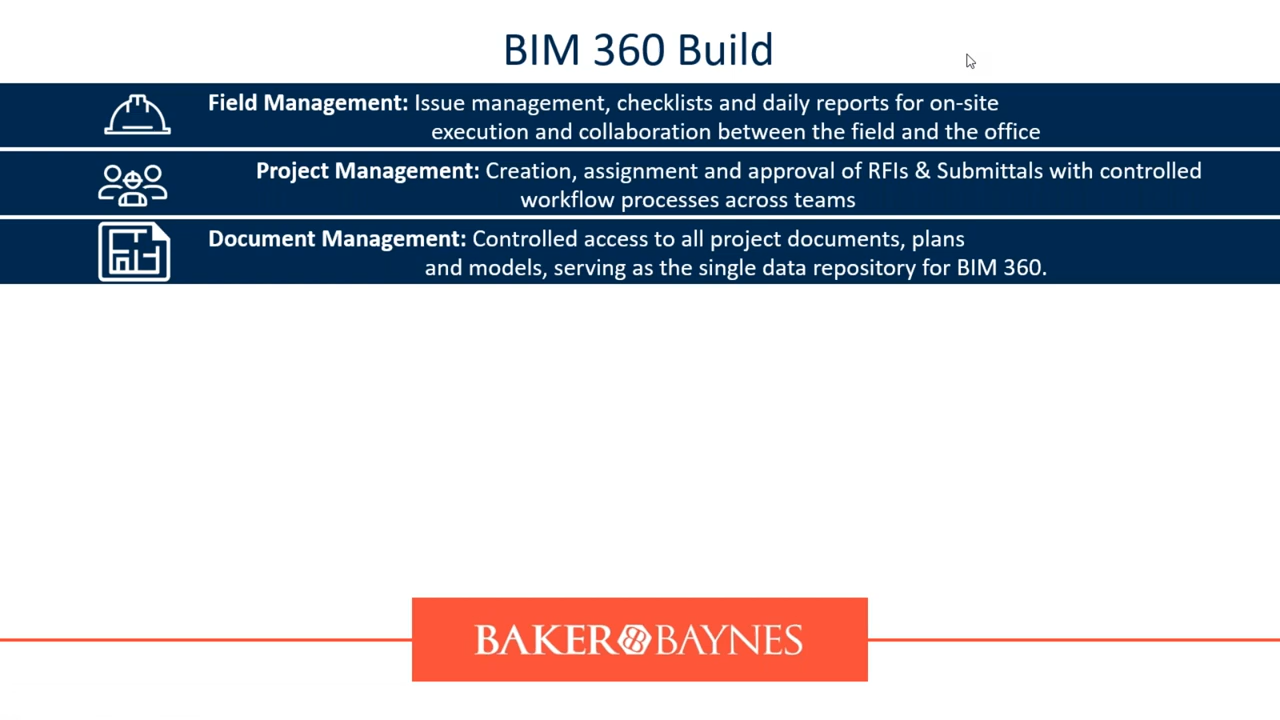 BIM 360 Build
Field Management: Issue management, checklists and daily reports for on-site
execution and collaboration between the field and the office
Project Management: Creation, assignment and approval of RFIs & Submittals with controlled
workflow processes across teams
Document Management: Controlled access to all project documents, plans
and models, serving as the single data repository for BIM 360.
BAKER BAYNES